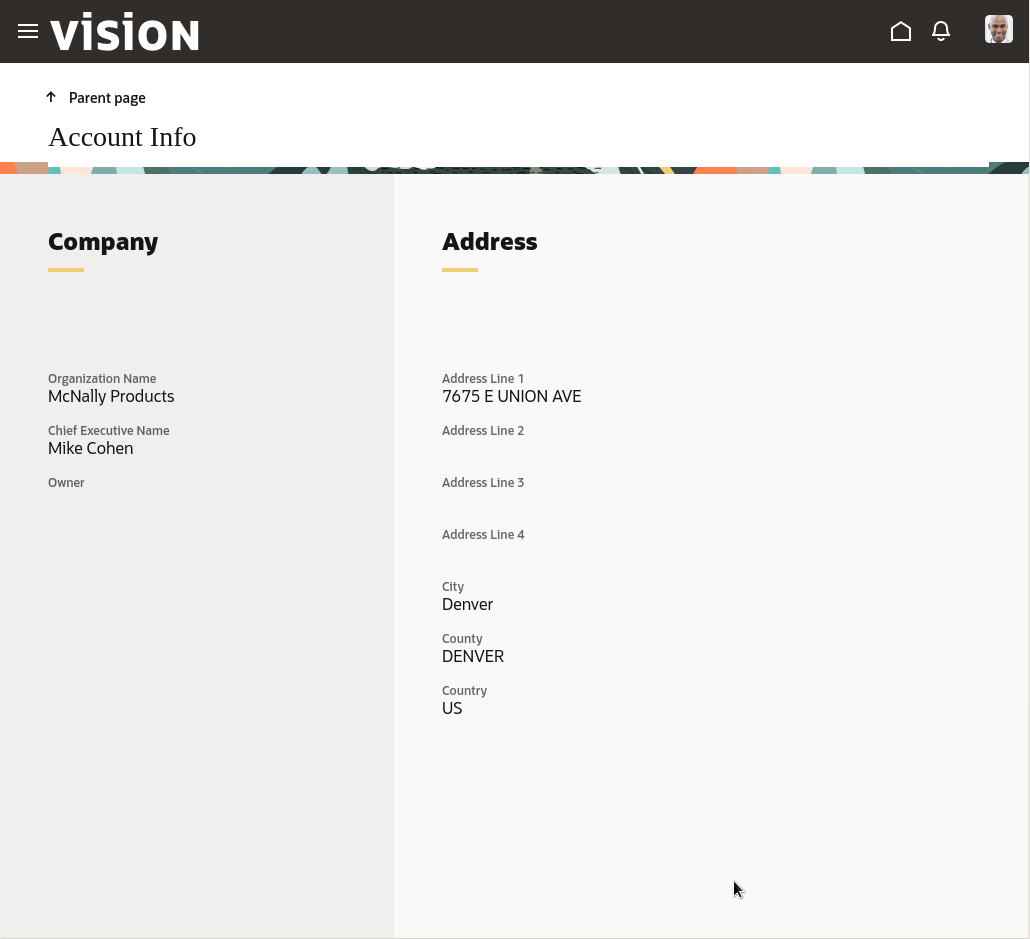 vision
Parent page
Account Info
Company
Organization Name
McNally Products
Chief Executive Name
Mike Cohen
Owner
Address
Address Line 1
7675 E UNION AVE
Address Line 2
Address Line 3
Address Line 4
City
Denver
County
DENVER
Country
US